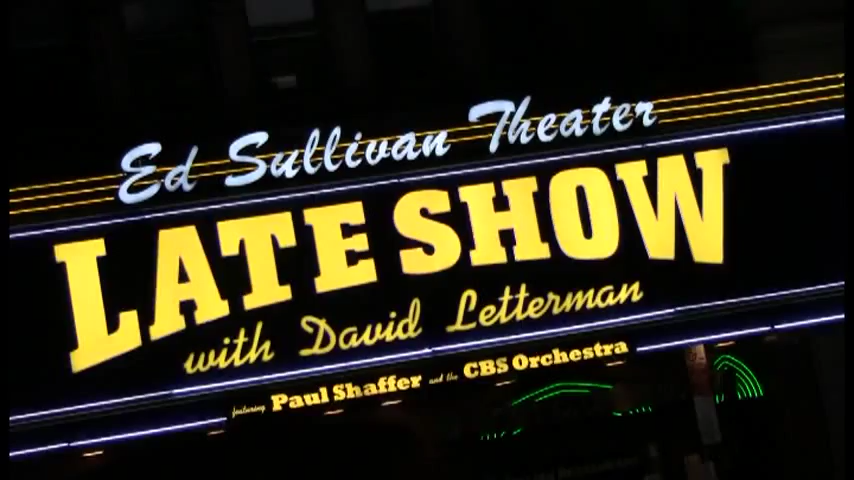 Ed Sullivan Theater
LATE SHOW
with David Letterman
featuring Paul Shaffer and the CBS Orchestra